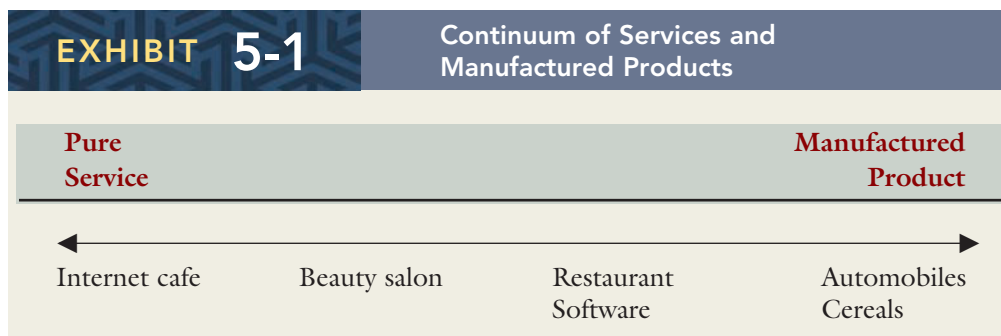 EXHIBIT 5-1
Continuum of Services and
Manufactured Products
Pure
Service
Manufactured
Product
Internet cafe
Beauty salon
Restaurant
Software
Automobiles
Cereals